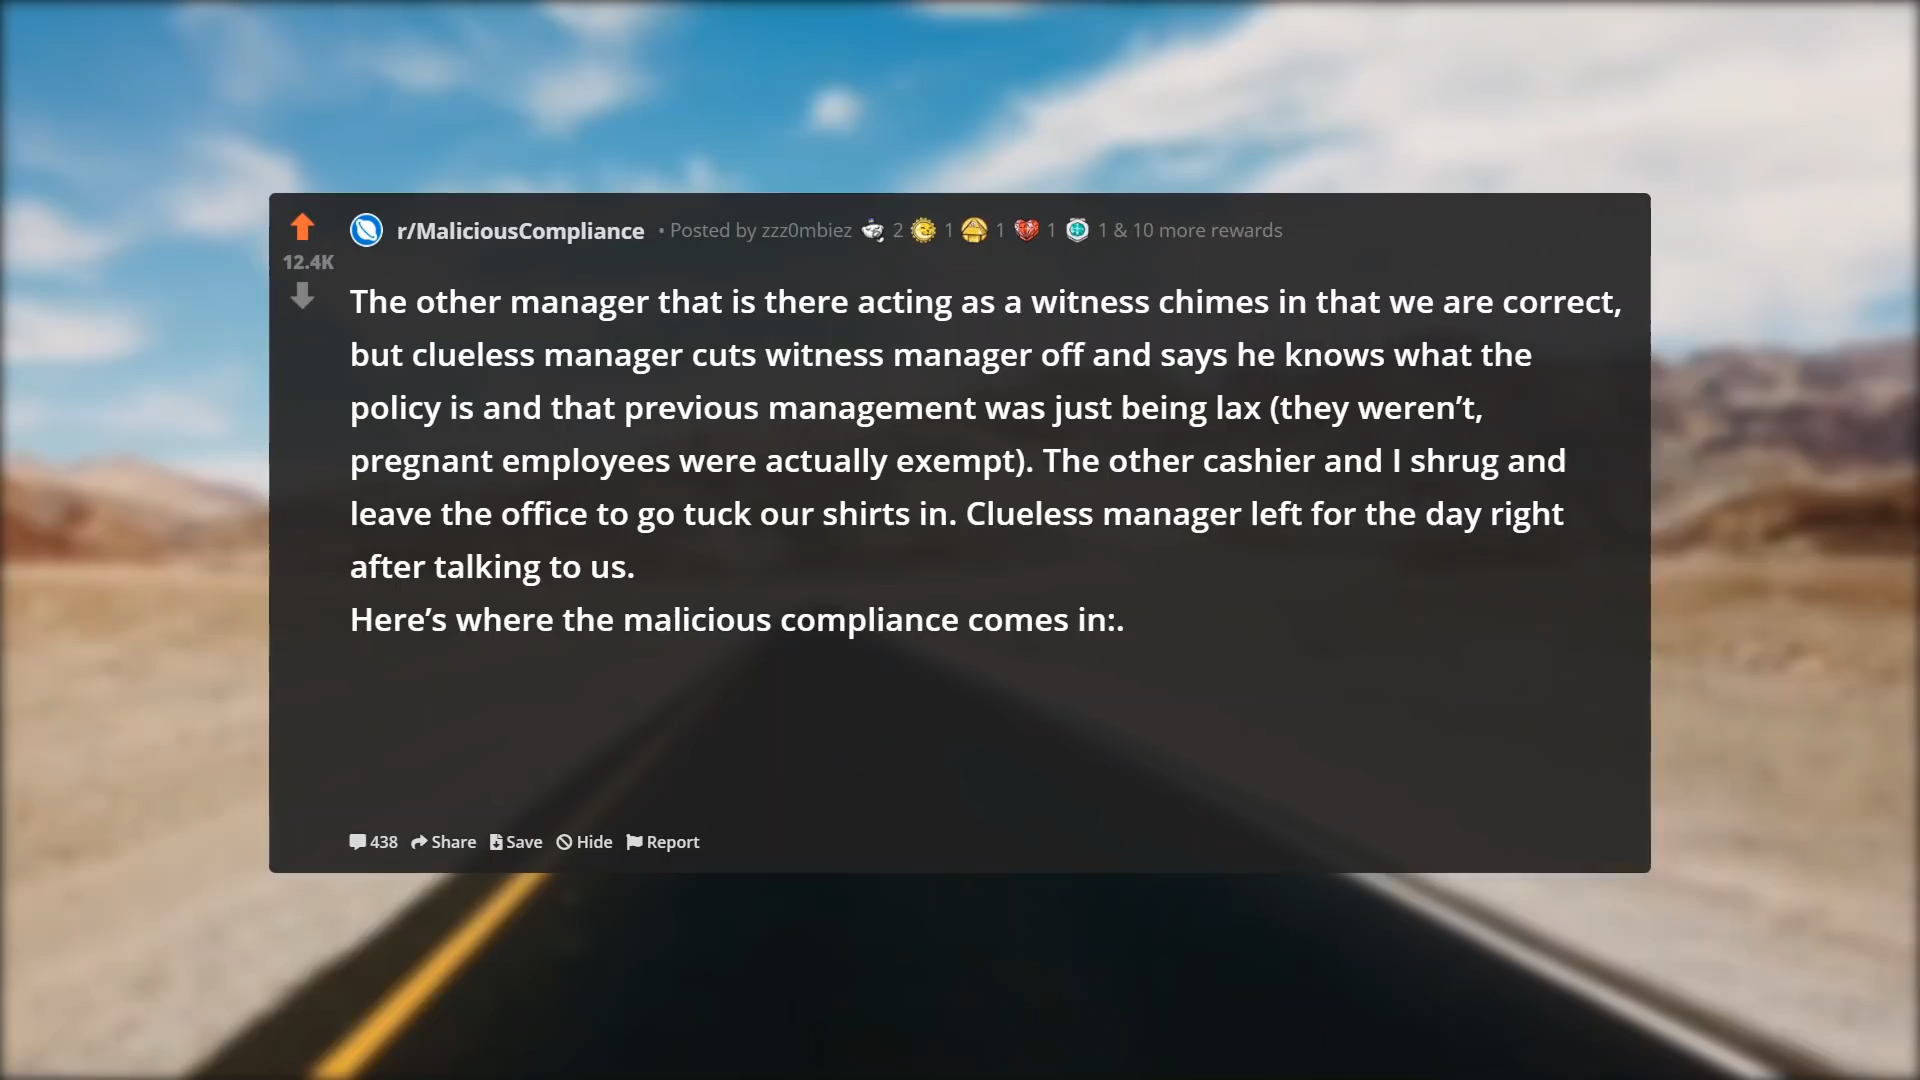 r/MaliciousCompliance • Posted by zzz0mbiez 2 1 1 1 1 & 10 more rewards
12.4K
The other manager that is there acting as a witness chimes in that we are correct,
but clueless manager cuts witness manager off and says he knows what the
policy is and that previous management was just being lax (they weren’t,
pregnant employees were actually exempt). The other cashier and I shrug and
leave the office to go tuck our shirts in. Clueless manager left for the day right
after talking to us.
Here’s where the malicious compliance comes in:.
438 Share Save Hide Report